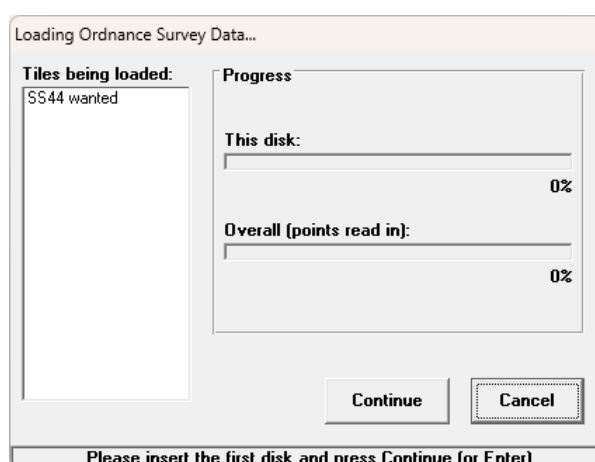 Loading Ordnance Survey Data...
Tiles being loaded:
SS44 wanted
Progress
This disk:
0%
Overall (points read in):
0%
Continue
Cancel
Please insert the first disk and press Continue (or Enter)